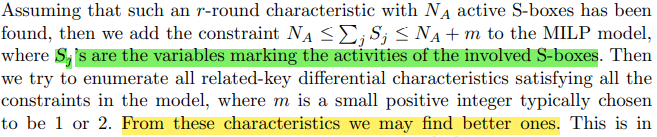 Assuming that such an r-round characteristic with N_A active S-boxes has been
found, then we add the constraint N_A ≤ ∑_j S_j ≤ N_A + m to the MILP model,
where S_j's are the variables marking the activities of the involved S-boxes. Then
we try to enumerate all related-key differential characteristics satisfying all the
constraints in the model, where m is a small positive integer typically chosen
to be 1 or 2. From these characteristics we may find better ones. This is in